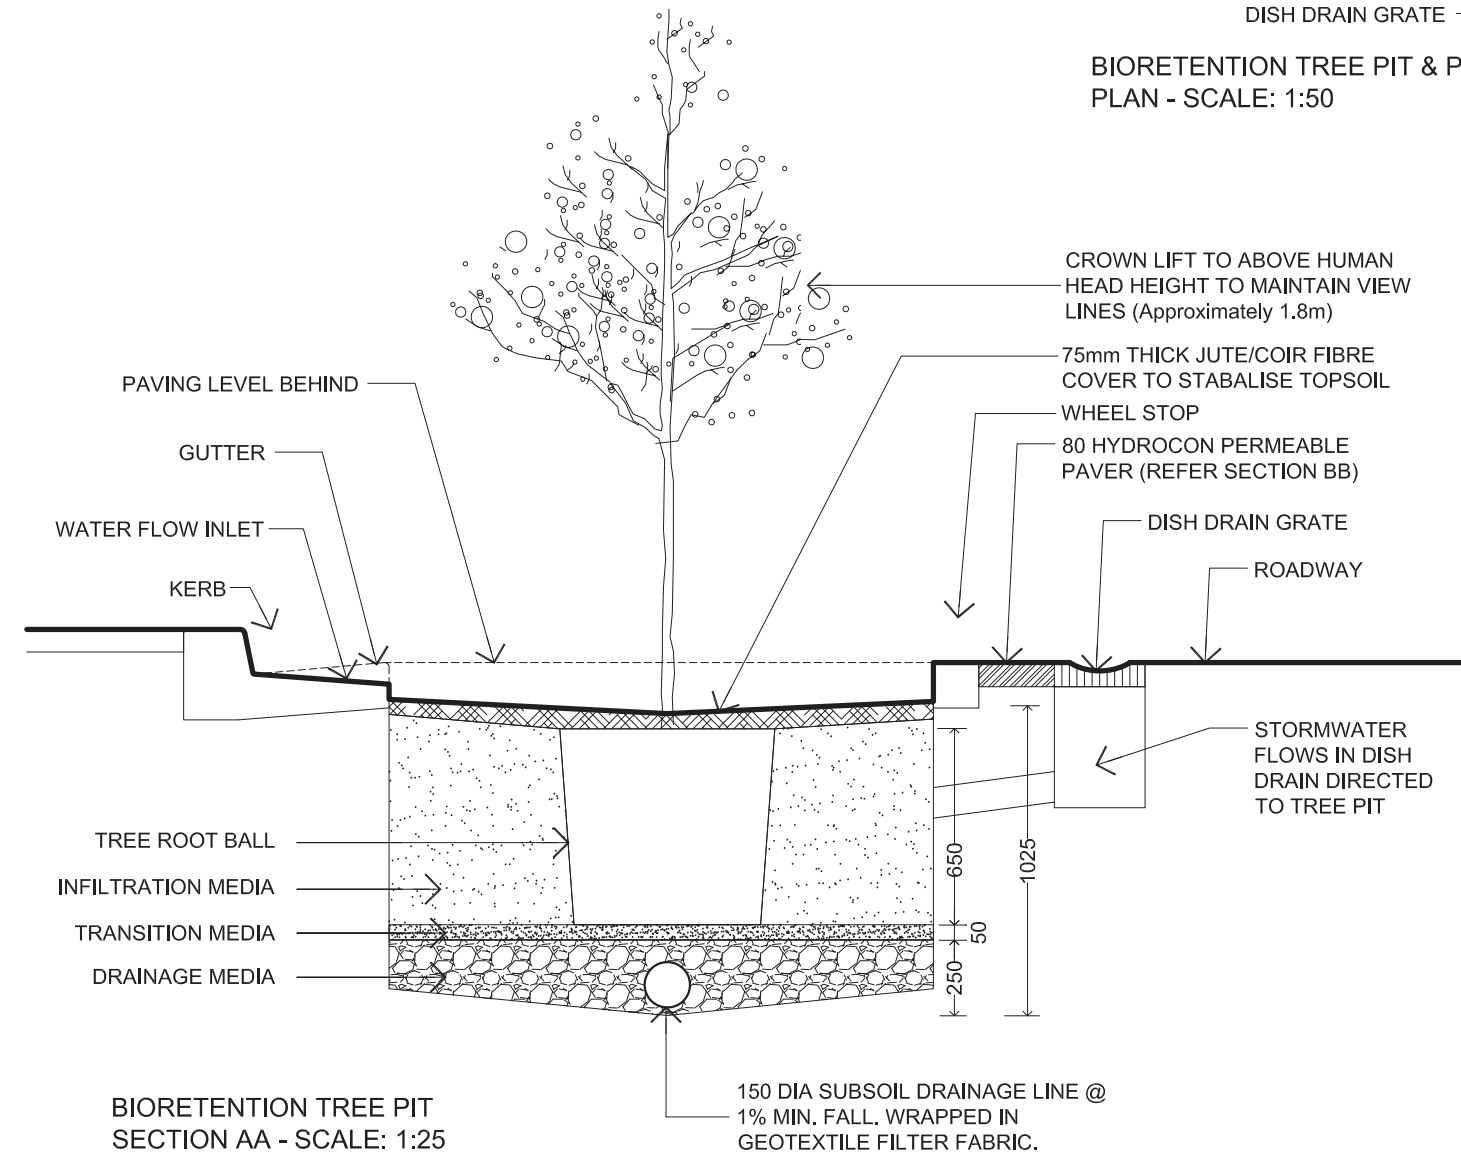 DISH DRAIN GRATE
BIORETENTION TREE PIT & P
PLAN - SCALE: 1:50
CROWN LIFT TO ABOVE HUMAN
HEAD HEIGHT TO MAINTAIN VIEW
LINES (Approximately 1.8m)
75mm THICK JUTE/COIR FIBRE
COVER TO STABALISE TOPSOIL
WHEEL STOP
80 HYDROCON PERMEABLE
PAVER (REFER SECTION BB)
DISH DRAIN GRATE
ROADWAY
PAVING LEVEL BEHIND
GUTTER
WATER FLOW INLET
KERB
STORMWATER
FLOWS IN DISH
DRAIN DIRECTED
TO TREE PIT
TREE ROOT BALL
INFILTRATION MEDIA
TRANSITION MEDIA
DRAINAGE MEDIA
650
1025
50
250
150 DIA SUBSOIL DRAINAGE LINE @
1% MIN. FALL. WRAPPED IN
GEOTEXTILE FILTER FABRIC.
BIORETENTION TREE PIT
SECTION AA - SCALE: 1:25